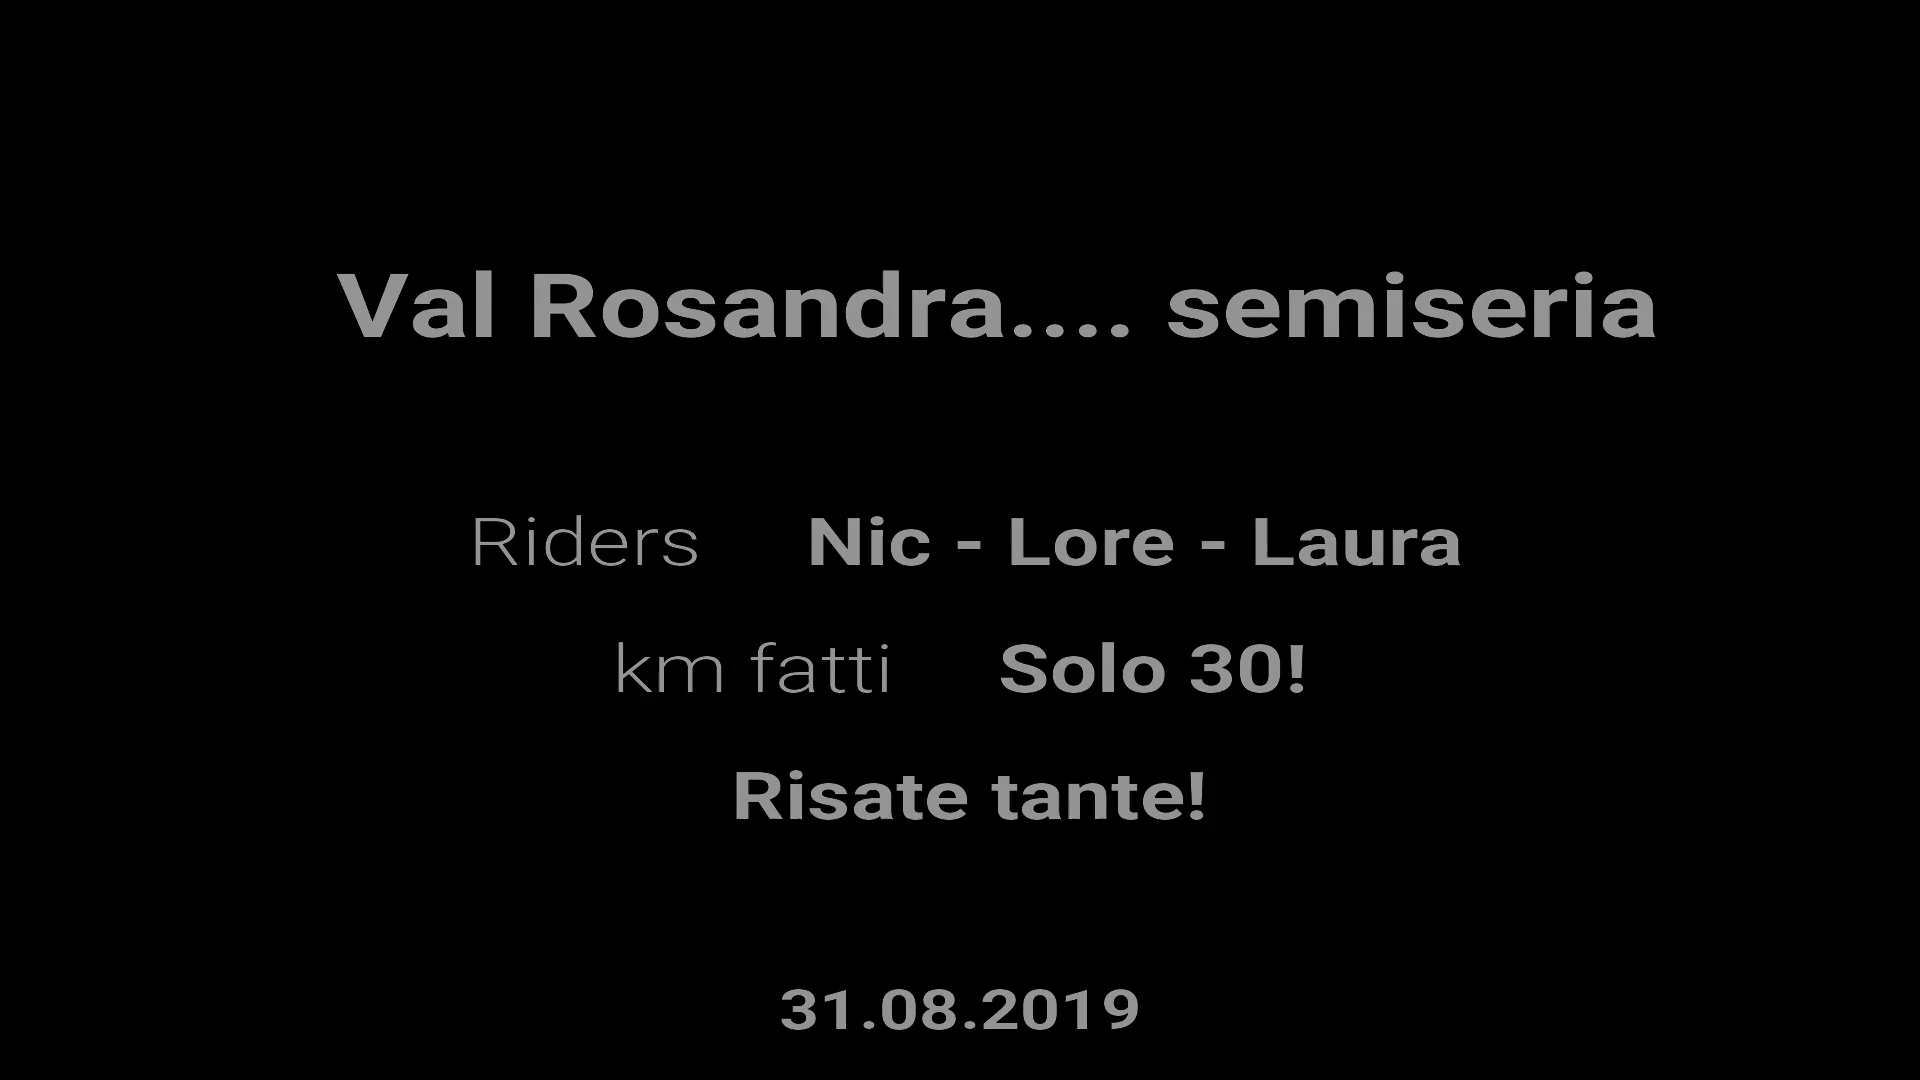 Val Rosandra.... semiseria
Riders Nic - Lore - Laura
km fatti Solo 30!
Risate tante!
31.08.2019